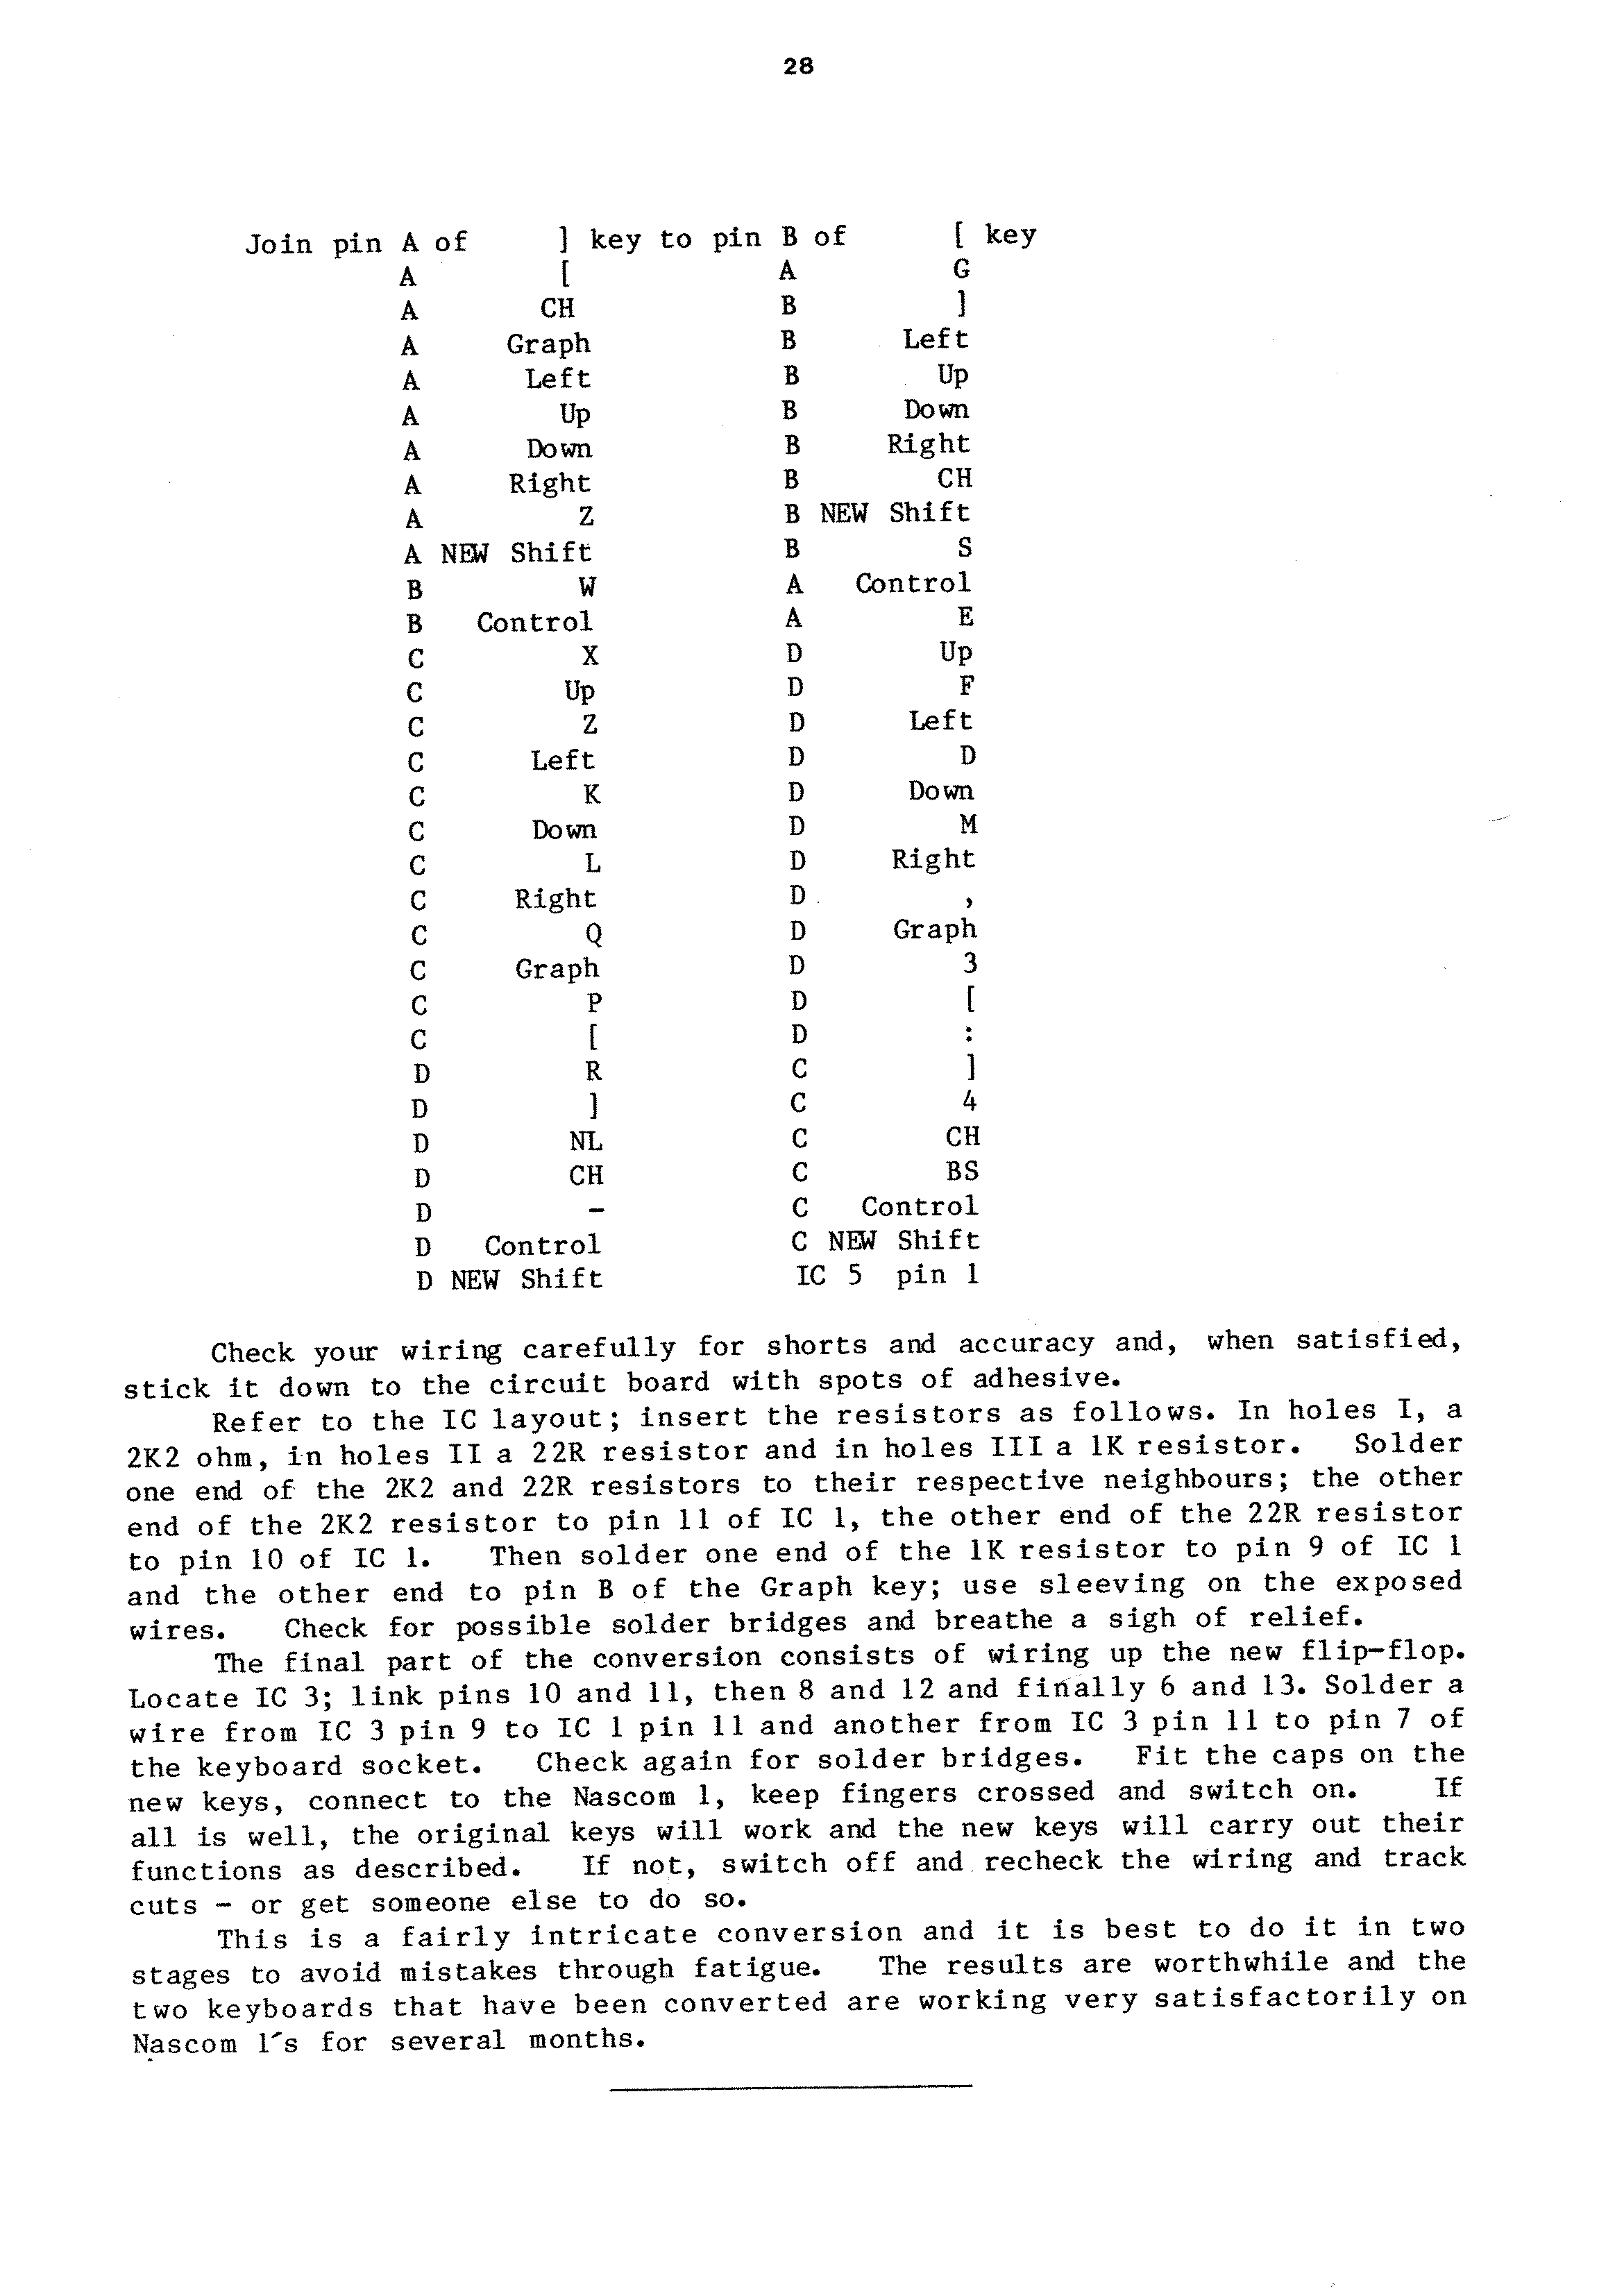 28
Join pin A of ] key to pin B of [ key
A [ A G
A CH B ]
A Graph B Left
A Left B Up
A Up B Down
A Down B Right
A Right B CH
A Z B NEW Shift
A NEW Shift B S
B W A Control
B Control A E
C X D Up
C Up D F
C Z D Left
C Left D D
C K D Down
C Down D M
C L D Right
C Right D ,
C Q D Graph
C Graph D 3
C P D [
C [ D :
D R C ]
D ] C 4
D NL C CH
D CH C BS
D - C Control
D Control C NEW Shift
D NEW Shift IC 5 pin 1
Check your wiring carefully for shorts and accuracy and, when satisfied,
stick it down to the circuit board with spots of adhesive.
Refer to the IC layout; insert the resistors as follows. In holes I, a
2K2 ohm, in holes II a 22R resistor and in holes III a 1K resistor. Solder
one end of the 2K2 and 22R resistors to their respective neighbours; the other
end of the 2K2 resistor to pin 11 of IC 1, the other end of the 22R resistor
to pin 10 of IC 1. Then solder one end of the 1K resistor to pin 9 of IC 1
and the other end to pin B of the Graph key; use sleeving on the exposed
wires. Check for possible solder bridges and breathe a sigh of relief.
The final part of the conversion consists of wiring up the new flip-flop.
Locate IC 3; link pins 10 and 11, then 8 and 12 and finally 6 and 13. Solder a
wire from IC 3 pin 9 to IC 1 pin 11 and another from IC 3 pin 11 to pin 7 of
the keyboard socket. Check again for solder bridges. Fit the caps on the
new keys, connect to the Nascom 1, keep fingers crossed and switch on. If
all is well, the original keys will work and the new keys will carry out their
functions as described. If not, switch off and recheck the wiring and track
cuts - or get someone else to do so.
This is a fairly intricate conversion and it is best to do it in two
stages to avoid mistakes through fatigue. The results are worthwhile and the
two keyboards that have been converted are working very satisfactorily on
Nascom 1's for several months.